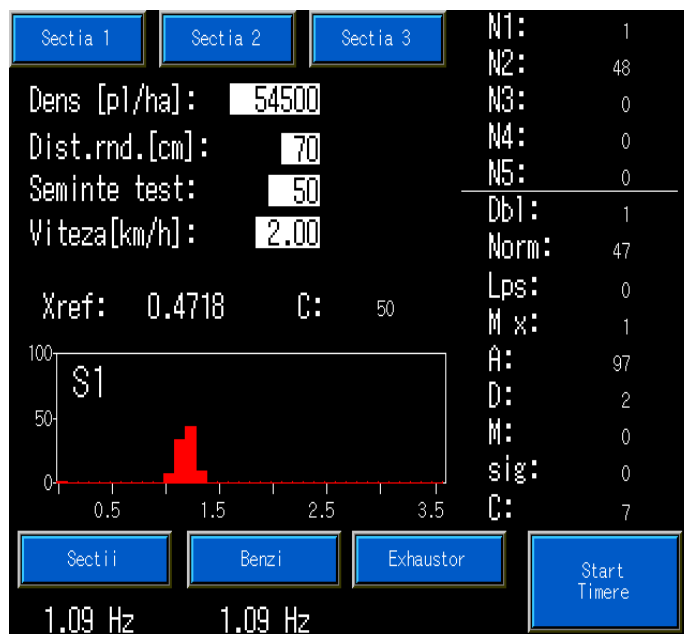 Sectia 1 Sectia 2 Sectia 3
Dens [pl/ha]: 54500
Dist.rnd.[cm]: 70
Seminte test: 50
Viteza[km/h]: 2.00
Xref: 0.4718 C: 50
100
50
0
S1
0.5 1.5 2.5 3.5
N1: 1
N2: 48
N3: 0
N4: 0
N5: 0
Dbl: 1
Norm: 47
Lps: 0
M x: 1
A: 97
D: 2
M: 0
sig: 0
C: 7
Sectii Benzi Exhaustor
Start
Timere
1.09 Hz 1.09 Hz